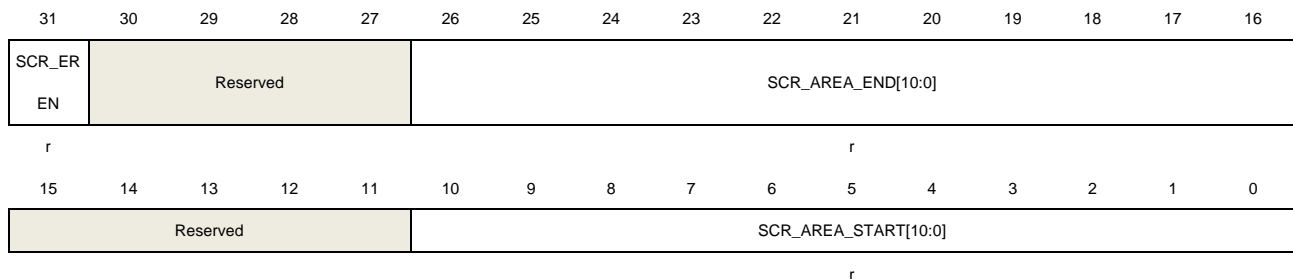 31 30 29 28 27 26 25 24 23 22 21 20 19 18 17 16
SCR_ER
EN
Reserved
SCR_AREA_END[10:0]
r r
15 14 13 12 11 10 9 8 7 6 5 4 3 2 1 0
Reserved SCR_AREA_START[10:0]
r